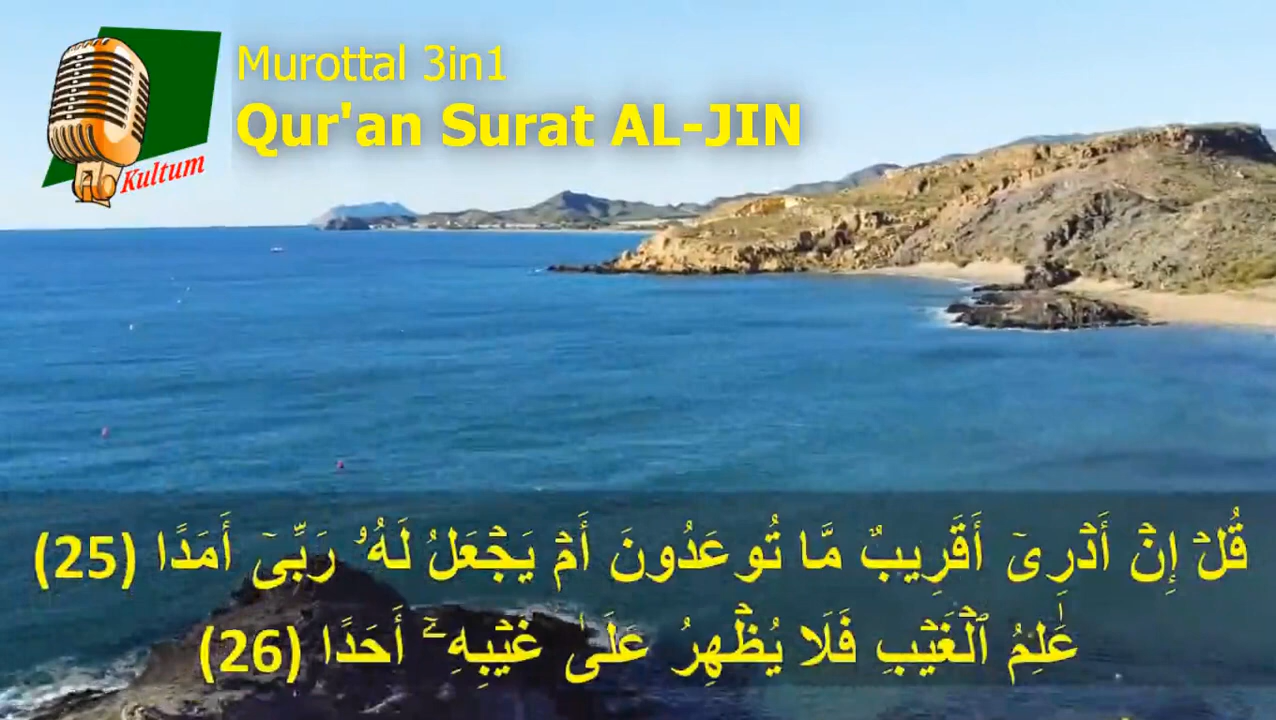 Murottal 3in1
Qur'an Surat AL-JIN
Kultum
قُلۡ إِنۡ أَدۡرِىٓ أَقَرِيبٌ مَّا تُوعَدُونَ أَمۡ يَجۡعَلُ لَهُۥ رَبِّىٓ أَمَدًا (25)
عَٰلِمُ ٱلۡغَيۡبِ فَلَا يُظۡهِرُ عَلَىٰ غَيۡبِهِۦٓ أَحَدًا (26)